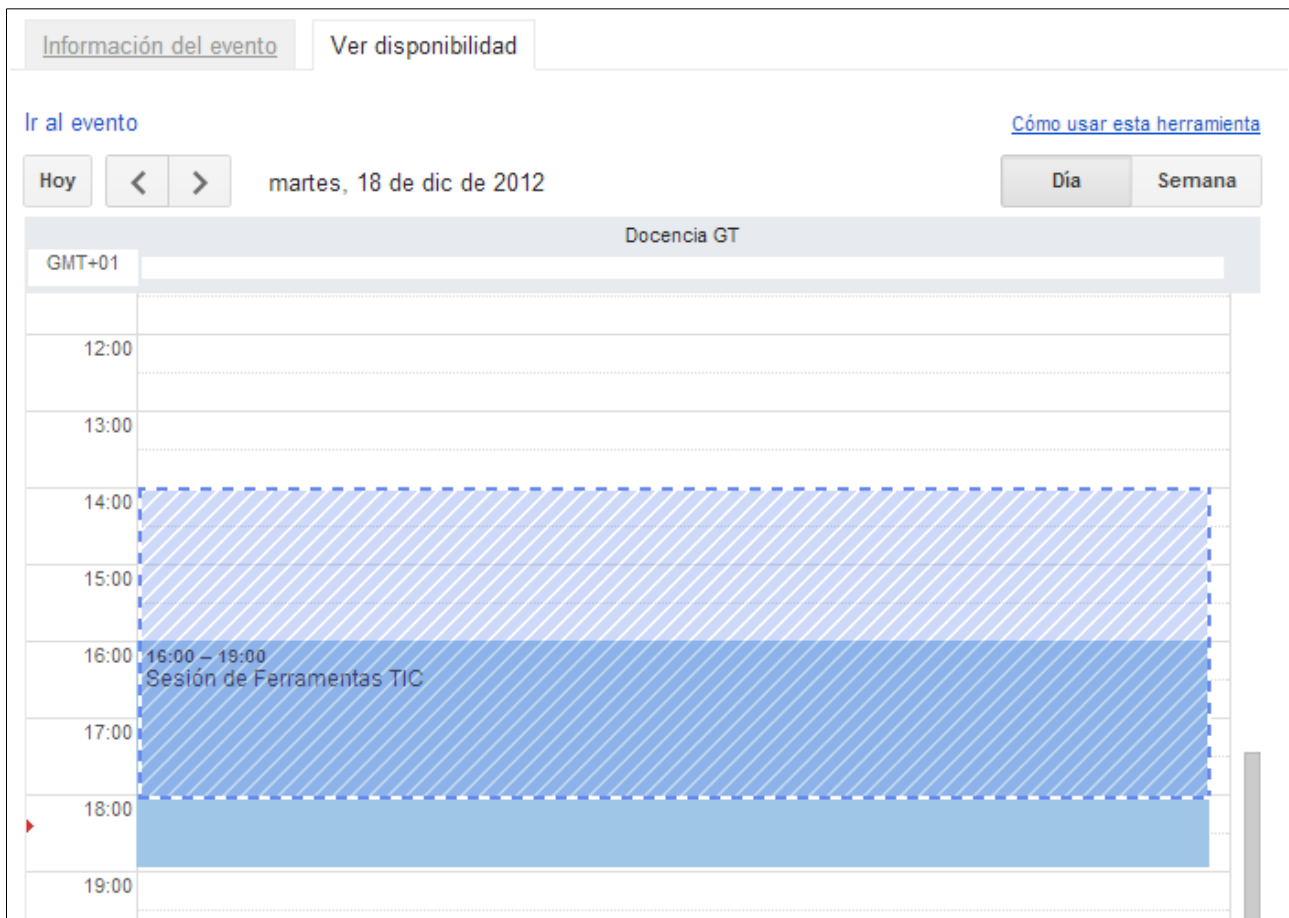 Información del evento Ver disponibilidad
Ir al evento Cómo usar esta herramienta
Hoy martes, 18 de dic de 2012 Día Semana
Docencia GT
GMT+01
12:00
13:00
14:00
15:00
16:00 16:00 – 19:00
Sesión de Ferramentas TIC
17:00
18:00
19:00